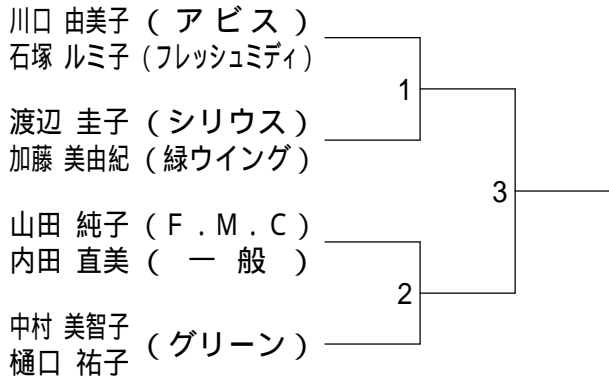 川口 由美子 ( ア ビ ス )
石塚 ルミ子 (フレッシュミディ)
1
渡辺 圭子 ( シリウス )
加藤 美由紀 (緑ウイング)
3
山田 純子 ( F . M . C )
内田 直美 ( 一 般 )
2
中村 美智子
樋口 祐子
( グリーン )